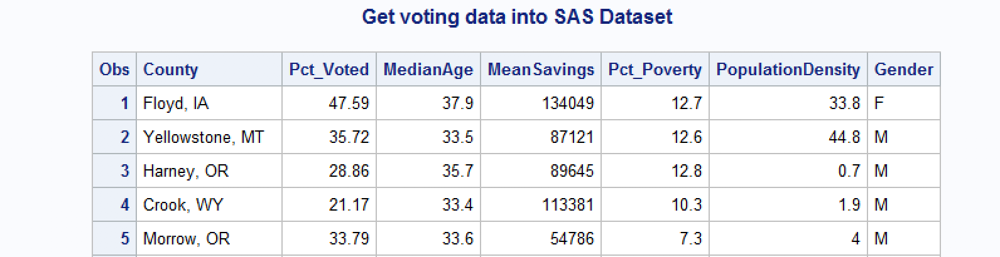 Get voting data into SAS Dataset
Obs County Pct_Voted MedianAge MeanSavings Pct_Poverty PopulationDensity Gender
1 Floyd, IA 47.59 37.9 134049 12.7 33.8 F
2 Yellowstone, MT 35.72 33.5 87121 12.6 44.8 M
3 Harney, OR 28.86 35.7 89645 12.8 0.7 M
4 Crook, WY 21.17 33.4 113381 10.3 1.9 M
5 Morrow, OR 33.79 33.6 54786 7.3 4 M